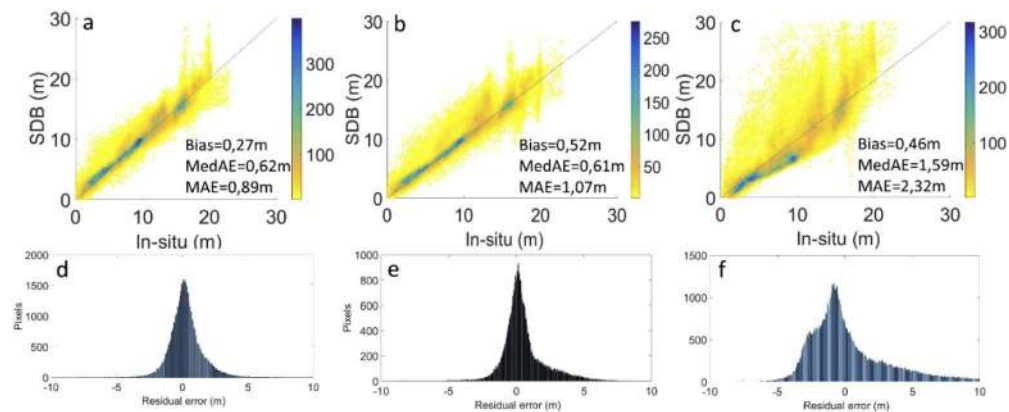 a
30
20
10
0
SDB (m)
Bias=0,27m
MedAE=0,62m
MAE=0,89m
0 10 20 30
In-situ (m)
300
200
100
b
30
20
10
0
SDB (m)
Bias=0,52m
MedAE=0,61m
MAE=1,07m
0 10 20 30
In-situ (m)
250
200
150
100
50
c
30
20
10
0
SDB (m)
Bias=0,46m
MedAE=1,59m
MAE=2,32m
0 10 20 30
In-situ (m)
300
200
100
d
2000
1500
1000
500
0
Pixels
-10 -5 0 5 10
Residual error (m)
e
1000
800
600
400
200
0
Pixels
-10 -5 0 5 10
Residual error (m)
f
1500
1000
500
0
-10 -5 0 5 10
Residual error (m)